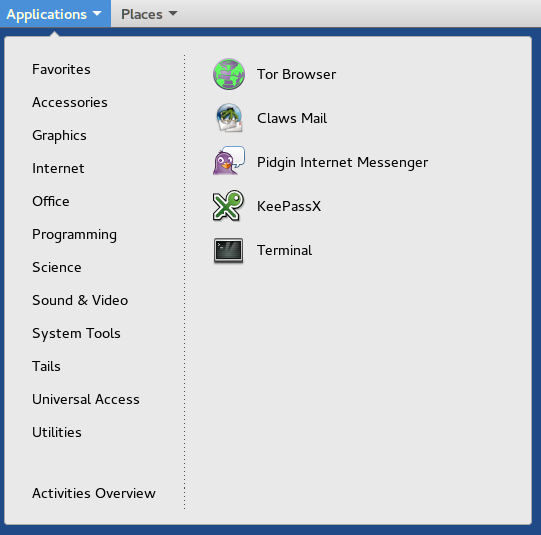 Applications Places
Favorites
Accessories
Graphics
Internet
Office
Programming
Science
Sound & Video
System Tools
Tails
Universal Access
Utilities
Activities Overview
Tor Browser
Claws Mail
Pidgin Internet Messenger
KeePassX
Terminal